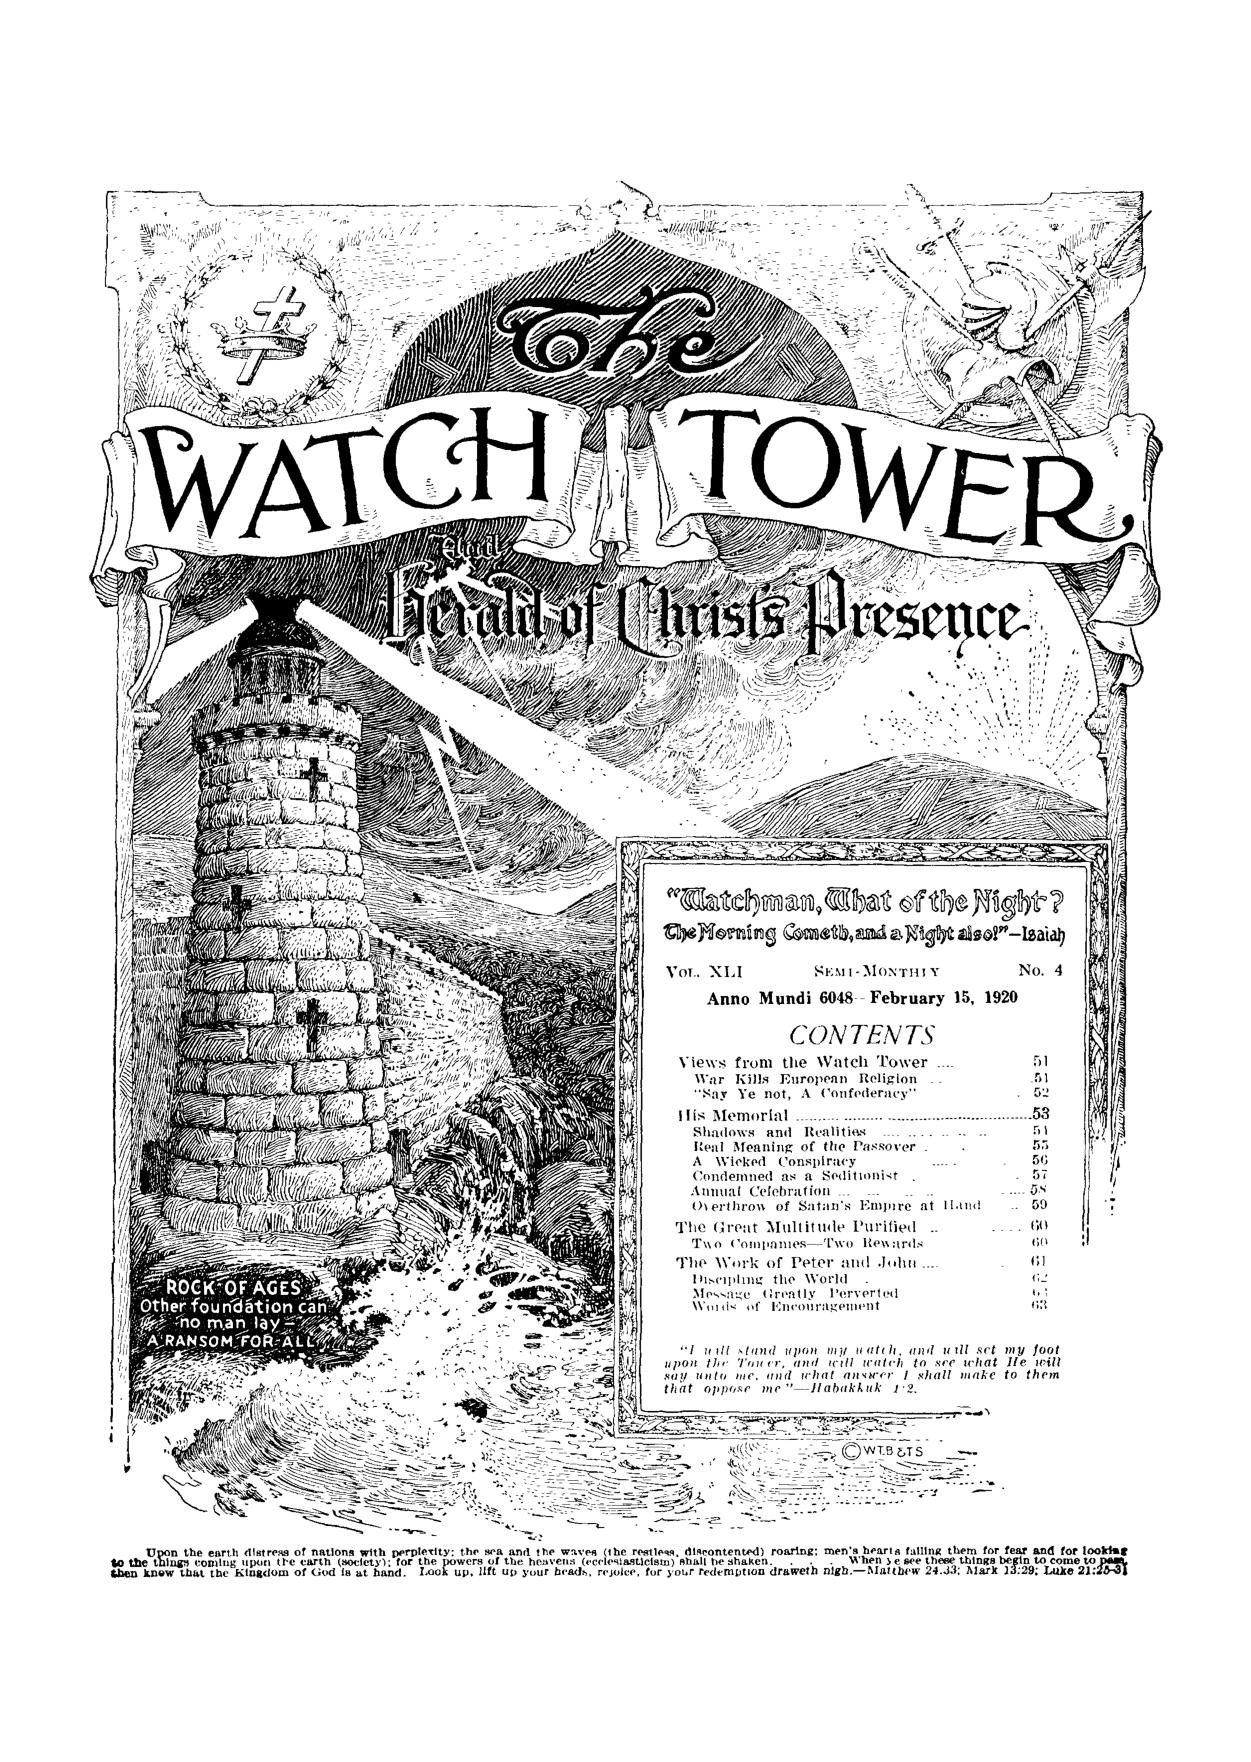 The
WATCH TOWER
And
Herald of Christ's Presence
"Watchman, What of the Night?
The Morning Cometh, and a Night also!"—Isaiah
VOL. XLI SEMI-MONTHLY No. 4
Anno Mundi 6048 - February 15, 1920
CONTENTS
Views from the Watch Tower .... 51
War Kills European Religion .. 51
"Say Ye not, A Confederacy" . 52
His Memorial ..................53
Shadows and Realities ........ 54
Real Meaning of the Passover . . 55
A Wicked Conspiracy .... . 56
Condemned as a Seditionist . . 57
Annual Celebration ... ... .. .. .....58
Overthrow of Satan's Empire at Hand .. 59
The Great Multitude Purified .. .... 60
Two Companies—Two Rewards 60
The Work of Peter and John .... . 61
Discipling the World . 62
Message Greatly Perverted 63
Words of Encouragement 63
"I will stand upon my watch, and will set my foot
upon the Tower, and will watch to see what He will
say unto me, and what answer I shall make to them
that oppose me"—Habakkuk 1:2.
ROCK OF AGES
Other foundation can
no man lay —
A RANSOM FOR ALL
© W.T.B & T S
Upon the earth distress of nations with perplexity; the sea and the waves (the restless, discontented) roaring; men's hearts failing them for fear and for looking
to the things coming upon the earth (society); for the powers of the heavens (ecclesiasticism) shall be shaken. . . . When ye see these things begin to come to pass,
then know that the Kingdom of God is at hand. Look up, lift up your heads, rejoice, for your redemption draweth nigh.—Matthew 24:33; Mark 13:29; Luke 21:25-31